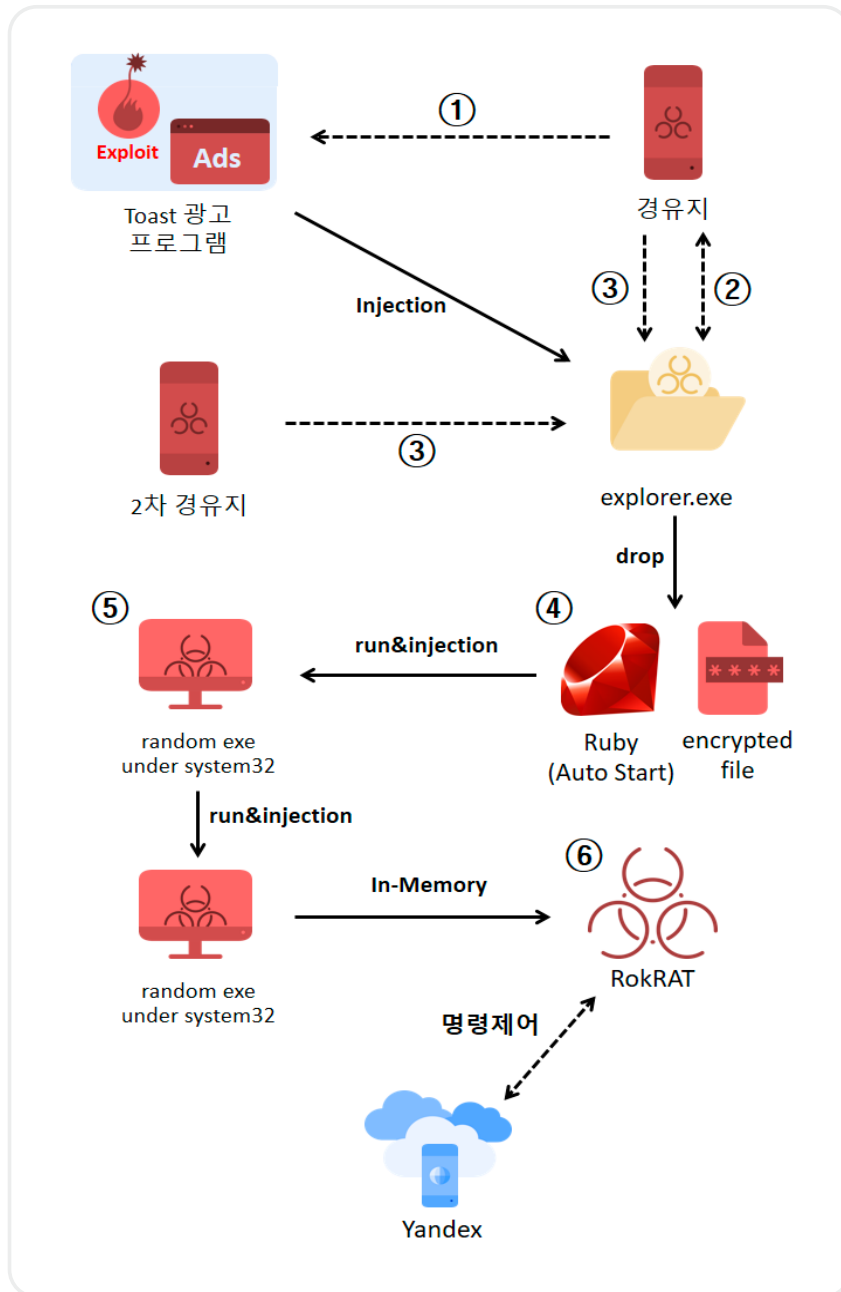 Exploit
Ads
①
Toast 광고
프로그램
경유지
Injection
③
②
2차 경유지
③
explorer.exe
drop
⑤
④
run&injection
* * * *
random exe
under system32
Ruby
(Auto Start)
encrypted
file
run&injection
⑥
In-Memory
random exe
under system32
RokRAT
명령제어
Yandex